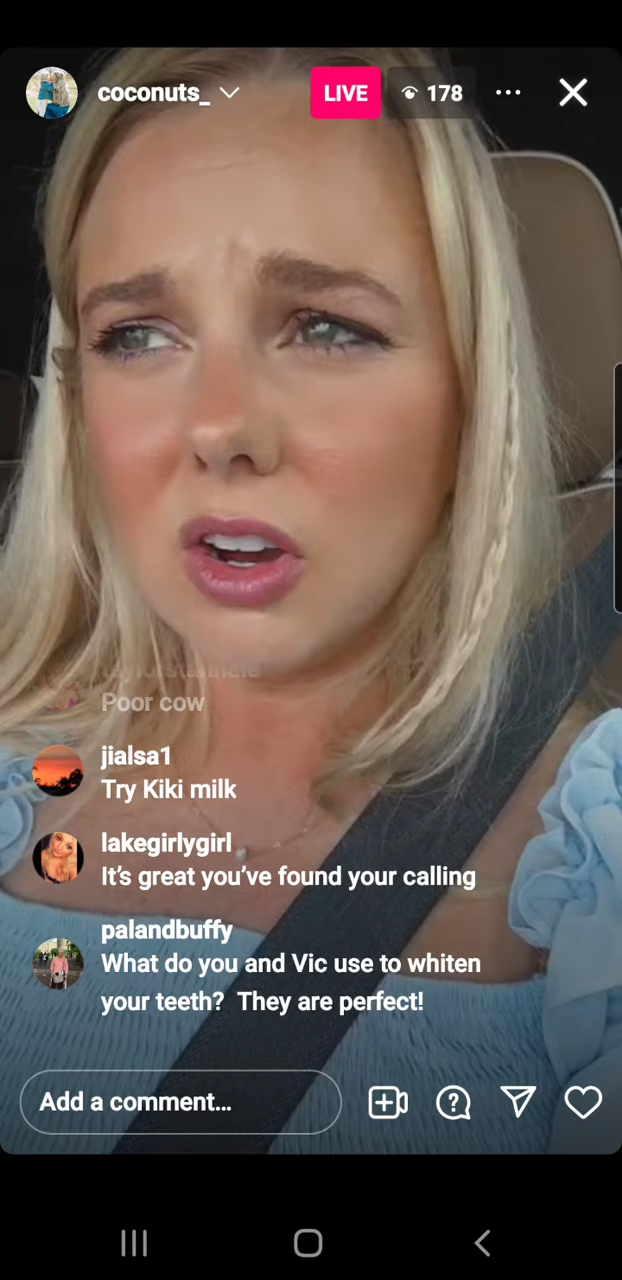 coconuts_
LIVE
178
Poor cow
jialsa1
Try Kiki milk
lakegirlygirl
It's great you've found your calling
palandbuffy
What do you and Vic use to whiten
your teeth?  They are perfect!
Add a comment...